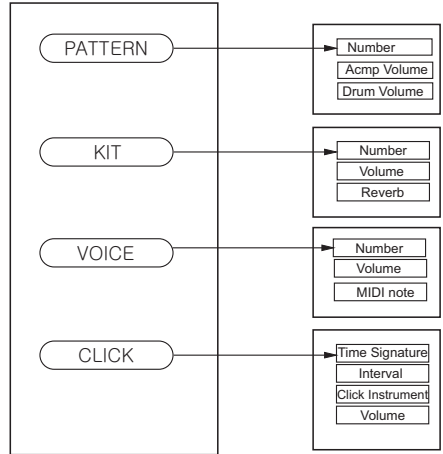 PATTERN
Number
Acmp Volume
Drum Volume
KIT
Number
Volume
Reverb
VOICE
Number
Volume
MIDI note
CLICK
Time Signature
Interval
Click Instrument
Volume